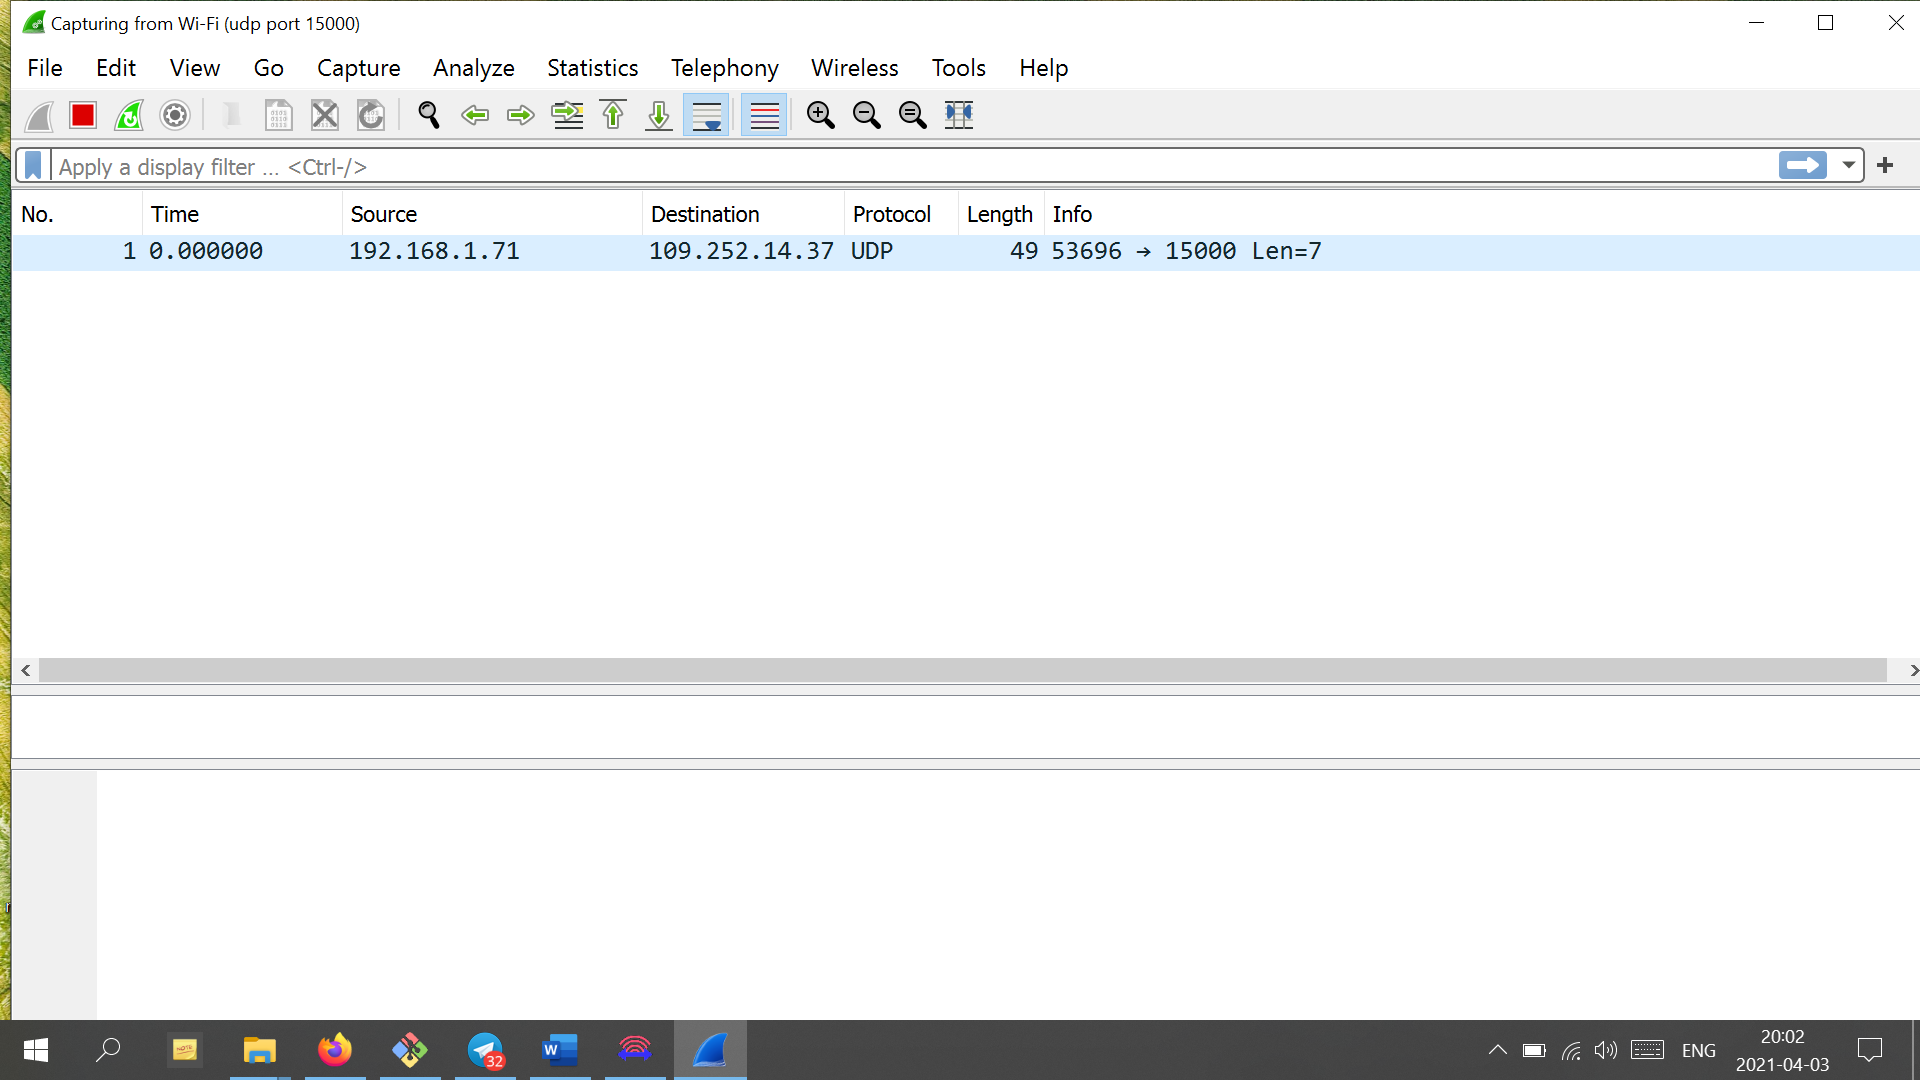 Capturing from Wi-Fi (udp port 15000)
File Edit View Go Capture Analyze Statistics Telephony Wireless Tools Help
Apply a display filter ... <Ctrl-/>
No. Time Source Destination Protocol Length Info
1 0.000000 192.168.1.71 109.252.14.37 UDP 49 53696 → 15000 Len=7
32
W
ENG
20:02
2021-04-03